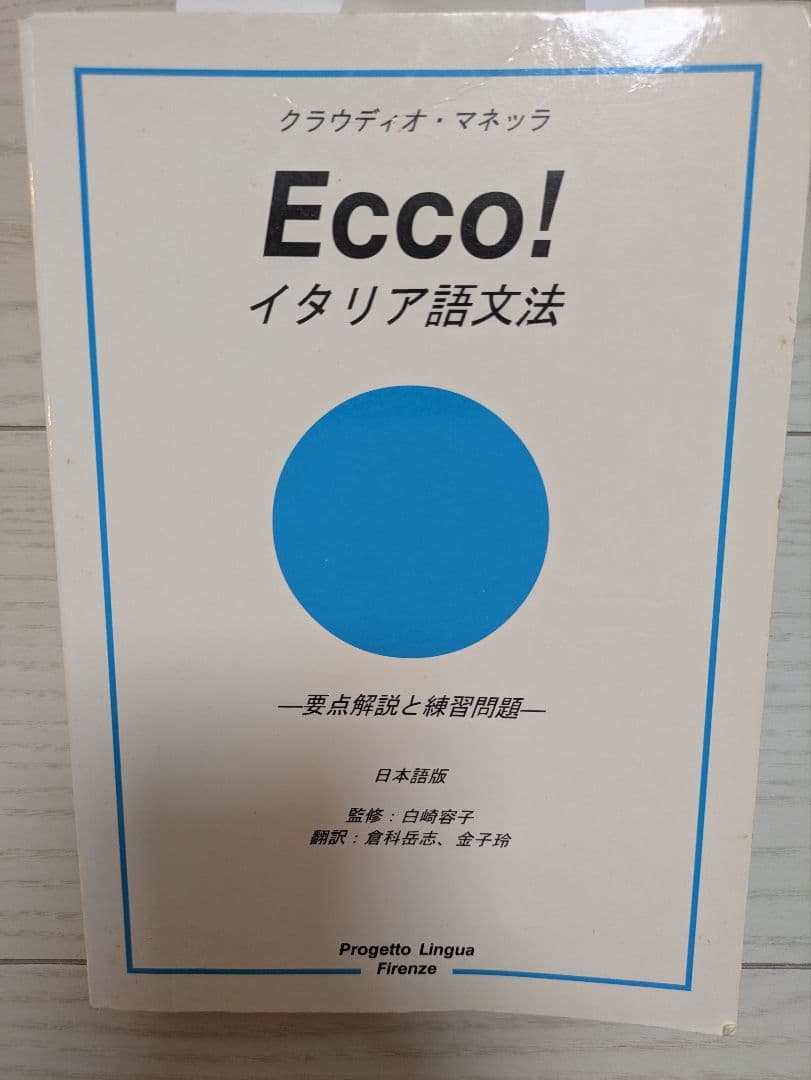 クラウディオ・マネッラ
Ecco!
イタリア語文法
―要点解説と練習問題―
日本語版
監修：白崎容子
翻訳：倉科岳志、金子玲
Progetto Lingua
Firenze